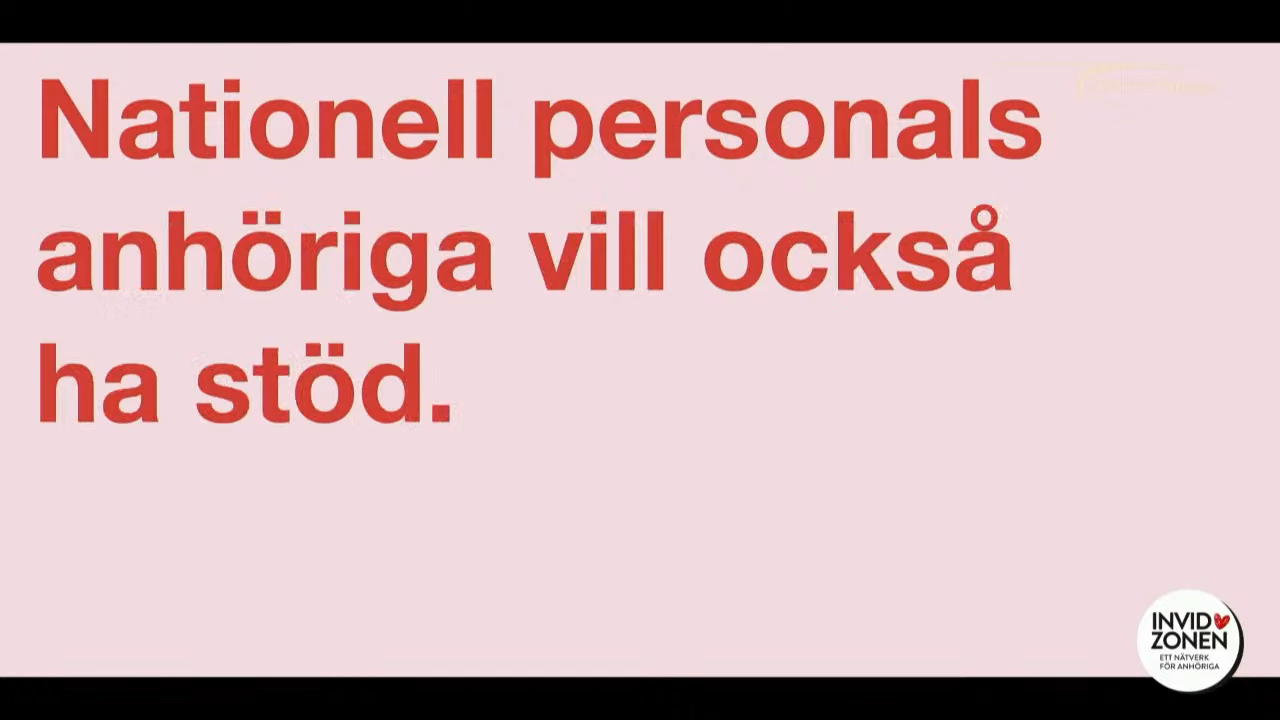 Nationell personals
anhöriga vill också
ha stöd.
INVID
ZONEN
ETT NÄTVERK
FÖR ANHÖRIGA